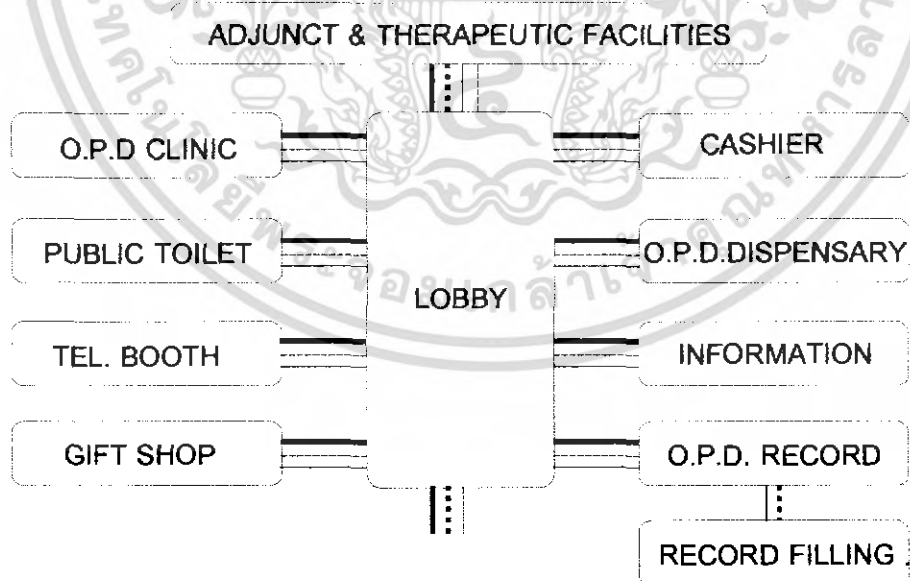 ADJUNCT & THERAPEUTIC FACILITIES
O.P.D CLINIC
CASHIER
PUBLIC TOILET
O.P.D.DISPENSARY
LOBBY
TEL. BOOTH
INFORMATION
GIFT SHOP
O.P.D. RECORD
RECORD FILLING